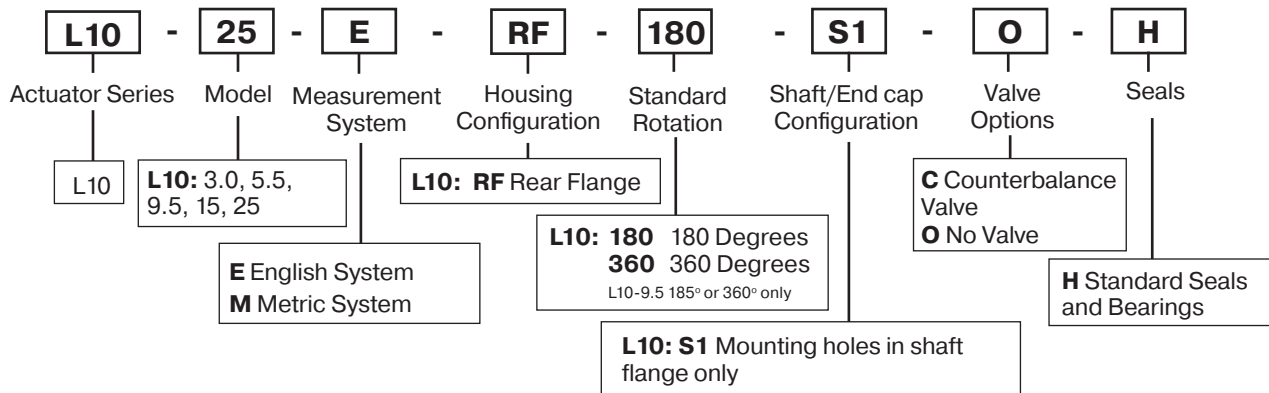 L10 - 25 - E - RF - 180 - S1 - O - H
Actuator Series
Model
Measurement
System
Housing
Configuration
Standard
Rotation
Shaft/End cap
Configuration
Valve
Options
Seals
L10
L10: 3.0, 5.5,
9.5, 15, 25
E English System
M Metric System
L10: RF Rear Flange
L10: 180 180 Degrees
360 360 Degrees
L10-9.5 185º or 360º only
L10: S1 Mounting holes in shaft
flange only
C Counterbalance
Valve
O No Valve
H Standard Seals
and Bearings